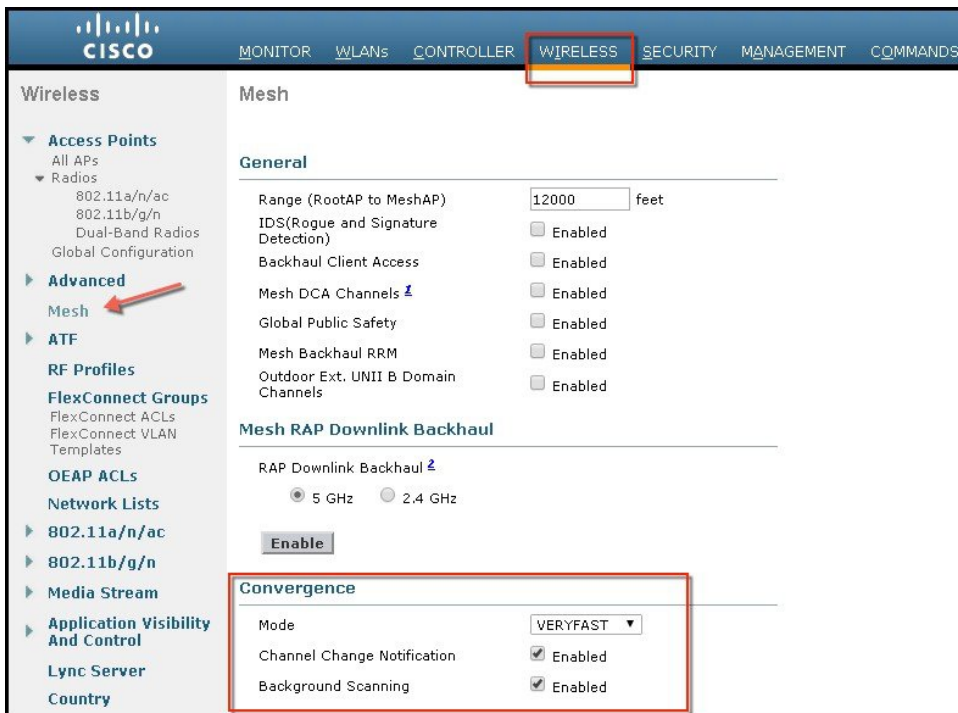 CISCO
MONITOR WLANs CONTROLLER WIRELESS SECURITY MANAGEMENT COMMANDS
Wireless
Access Points
All APs
Radios
802.11a/n/ac
802.11b/g/n
Dual-Band Radios
Global Configuration
Advanced
Mesh
ATF
RF Profiles
FlexConnect Groups
FlexConnect ACLs
FlexConnect VLAN
Templates
OEAP ACLs
Network Lists
802.11a/n/ac
802.11b/g/n
Media Stream
Application Visibility
And Control
Lync Server
Country
Mesh
General
Range (RootAP to MeshAP) 12000 feet
IDS(Rogue and Signature
Detection) Enabled
Backhaul Client Access Enabled
Mesh DCA Channels 1 Enabled
Global Public Safety Enabled
Mesh Backhaul RRM Enabled
Outdoor Ext. UNII B Domain
Channels Enabled
Mesh RAP Downlink Backhaul
RAP Downlink Backhaul 2
5 GHz 2.4 GHz
Enable
Convergence
Mode VERYFAST
Channel Change Notification Enabled
Background Scanning Enabled